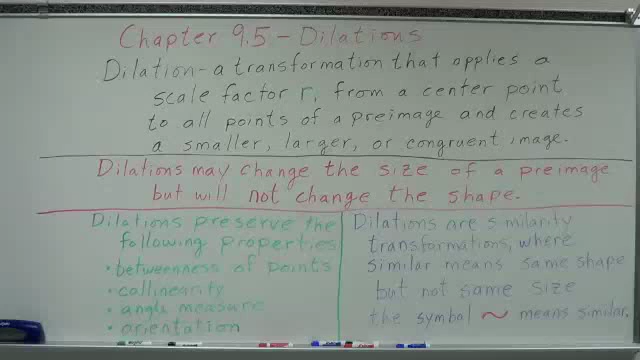 Chapter 9.5 - Dilations
Dilation - a transformation that applies a
scale factor r, from a center point
to all points of a preimage and creates
a smaller, larger, or congruent image.
Dilations may change the size of a preimage
but will not change the shape.
Dilations preserve the
following properties
• betweenness of points
• collinearity
• angle measure
• orientation
Dilations are similarity
transformations, where
similar means same shape
but not same size
the symbol ~ means similar.